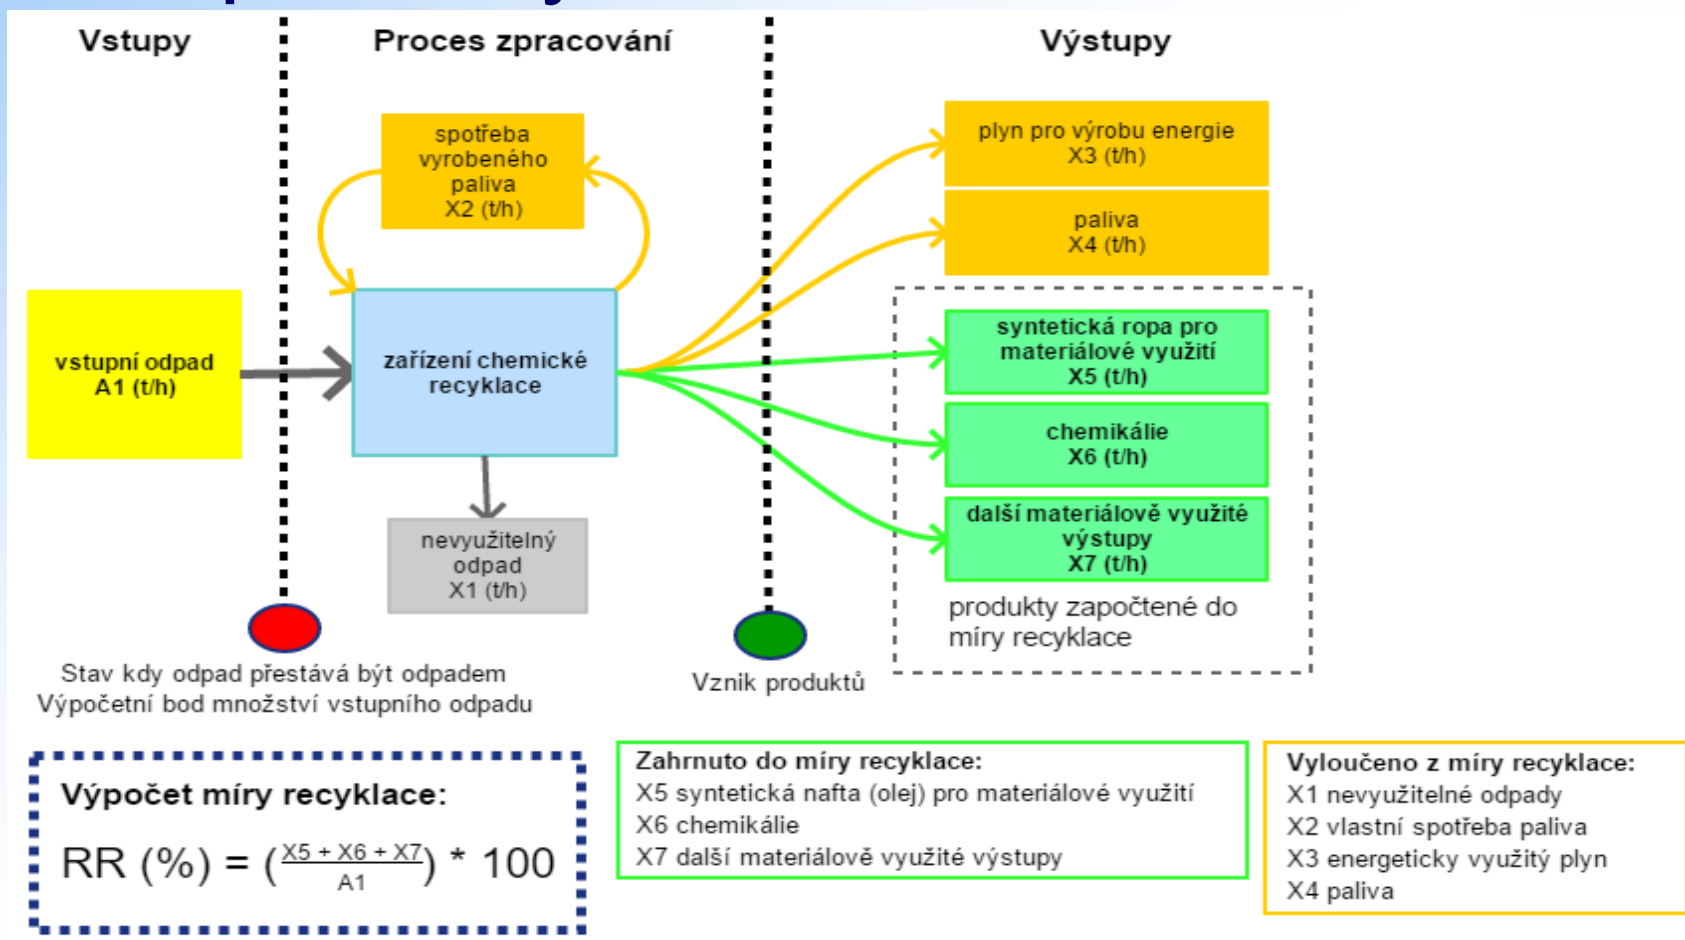 Vstupy
Proces zpracování
Výstupy
spotřeba
vyrobeného
paliva
X2 (t/h)
plyn pro výrobu energie
X3 (t/h)
paliva
X4 (t/h)
vstupní odpad
A1 (t/h)
zařízení chemické
recyklace
syntetická ropa pro
materiálové využití
X5 (t/h)
chemikálie
X6 (t/h)
další materiálově využité
výstupy
X7 (t/h)
nevyužitelný
odpad
X1 (t/h)
produkty započtené do
míry recyklace
Stav kdy odpad přestává být odpadem
Výpočetní bod množství vstupního odpadu
Vznik produktů
Výpočet míry recyklace:
RR (%) = (X5 + X6 + X7 / A1) * 100
Zahrnuto do míry recyklace:
X5 syntetická nafta (olej) pro materiálové využití
X6 chemikálie
X7 další materiálově využité výstupy
Vyloučeno z míry recyklace:
X1 nevyužitelné odpady
X2 vlastní spotřeba paliva
X3 energeticky využitý plyn
X4 paliva